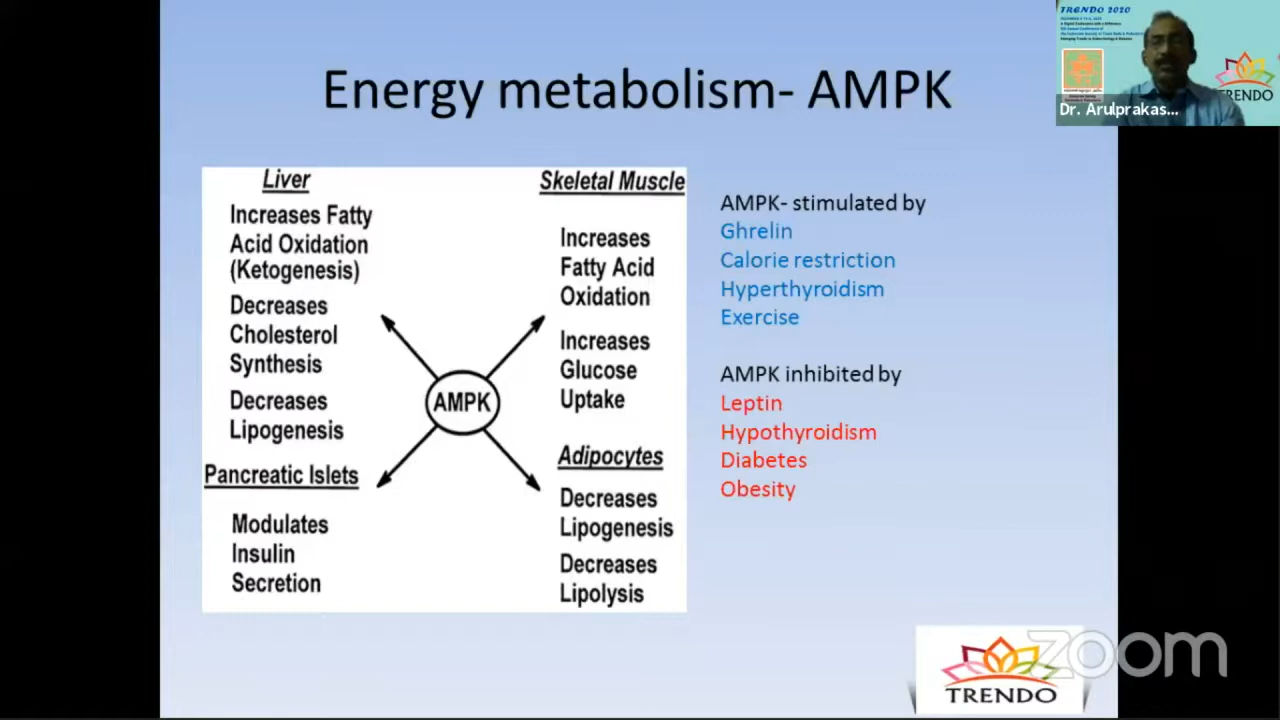 Energy metabolism- AMPK
Liver
Increases Fatty
Acid Oxidation
(Ketogenesis)
Decreases
Cholesterol
Synthesis
Decreases
Lipogenesis
Pancreatic Islets
Modulates
Insulin
Secretion
AMPK
Skeletal Muscle
Increases
Fatty Acid
Oxidation
Increases
Glucose
Uptake
Adipocytes
Decreases
Lipogenesis
Decreases
Lipolysis
AMPK- stimulated by
Ghrelin
Calorie restriction
Hyperthyroidism
Exercise
AMPK inhibited by
Leptin
Hypothyroidism
Diabetes
Obesity
TRENDO 2020
TRENDO
Dr. Arulprakas...
zoom
TRENDO